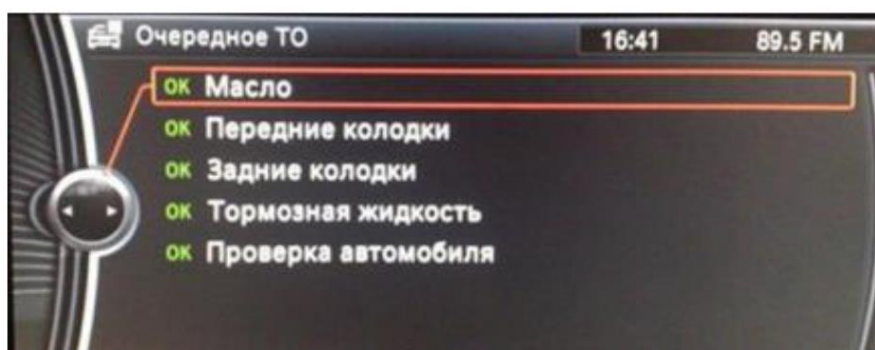 Очередное ТО 16:41 89.5 FM
OK Масло
OK Передние колодки
OK Задние колодки
OK Тормозная жидкость
OK Проверка автомобиля